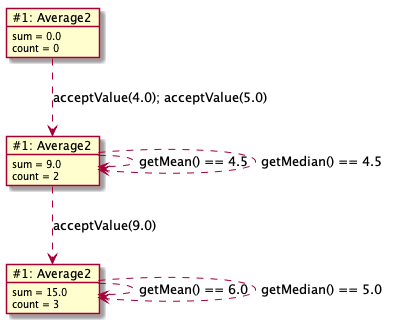 #1: Average2
sum = 0.0
count = 0
acceptValue(4.0); acceptValue(5.0)
#1: Average2
sum = 9.0
count = 2
getMean() == 4.5
getMedian() == 4.5
acceptValue(9.0)
#1: Average2
sum = 15.0
count = 3
getMean() == 6.0
getMedian() == 5.0